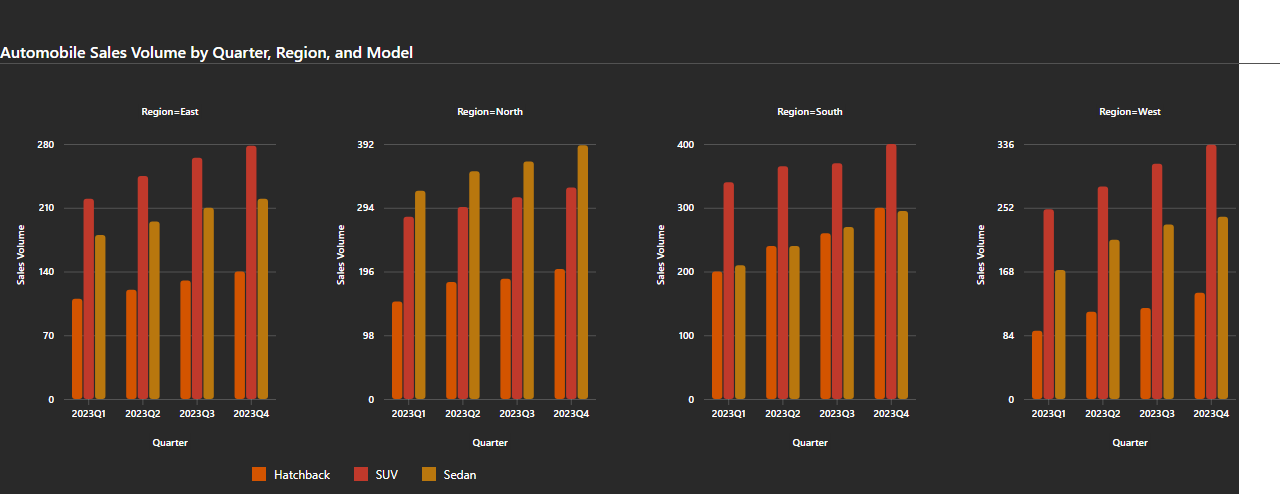 Automobile Sales Volume by Quarter, Region, and Model
Region=East
280
210
140
70
0
Sales Volume
2023Q1 2023Q2 2023Q3 2023Q4
Quarter
Region=North
392
294
196
98
0
Sales Volume
2023Q1 2023Q2 2023Q3 2023Q4
Quarter
Region=South
400
300
200
100
0
Sales Volume
2023Q1 2023Q2 2023Q3 2023Q4
Quarter
Region=West
336
252
168
84
0
Sales Volume
2023Q1 2023Q2 2023Q3 2023Q4
Quarter
Hatchback SUV Sedan